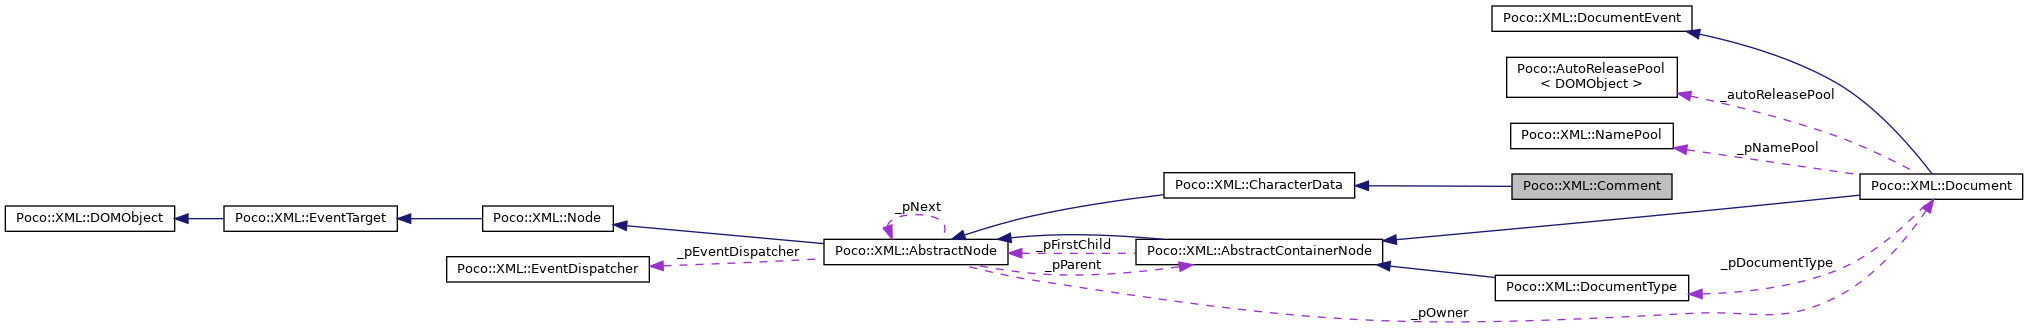 Poco::XML::DocumentEvent
Poco::AutoReleasePool
< DOMObject >
_autoReleasePool
Poco::XML::NamePool
_pNamePool
Poco::XML::CharacterData
Poco::XML::Comment
Poco::XML::Document
Poco::XML::DOMObject
Poco::XML::EventTarget
Poco::XML::Node
_pNext
_pEventDispatcher
Poco::XML::AbstractNode
_pFirstChild
Poco::XML::AbstractContainerNode
_pParent
_pDocumentType
Poco::XML::EventDispatcher
Poco::XML::DocumentType
_pOwner